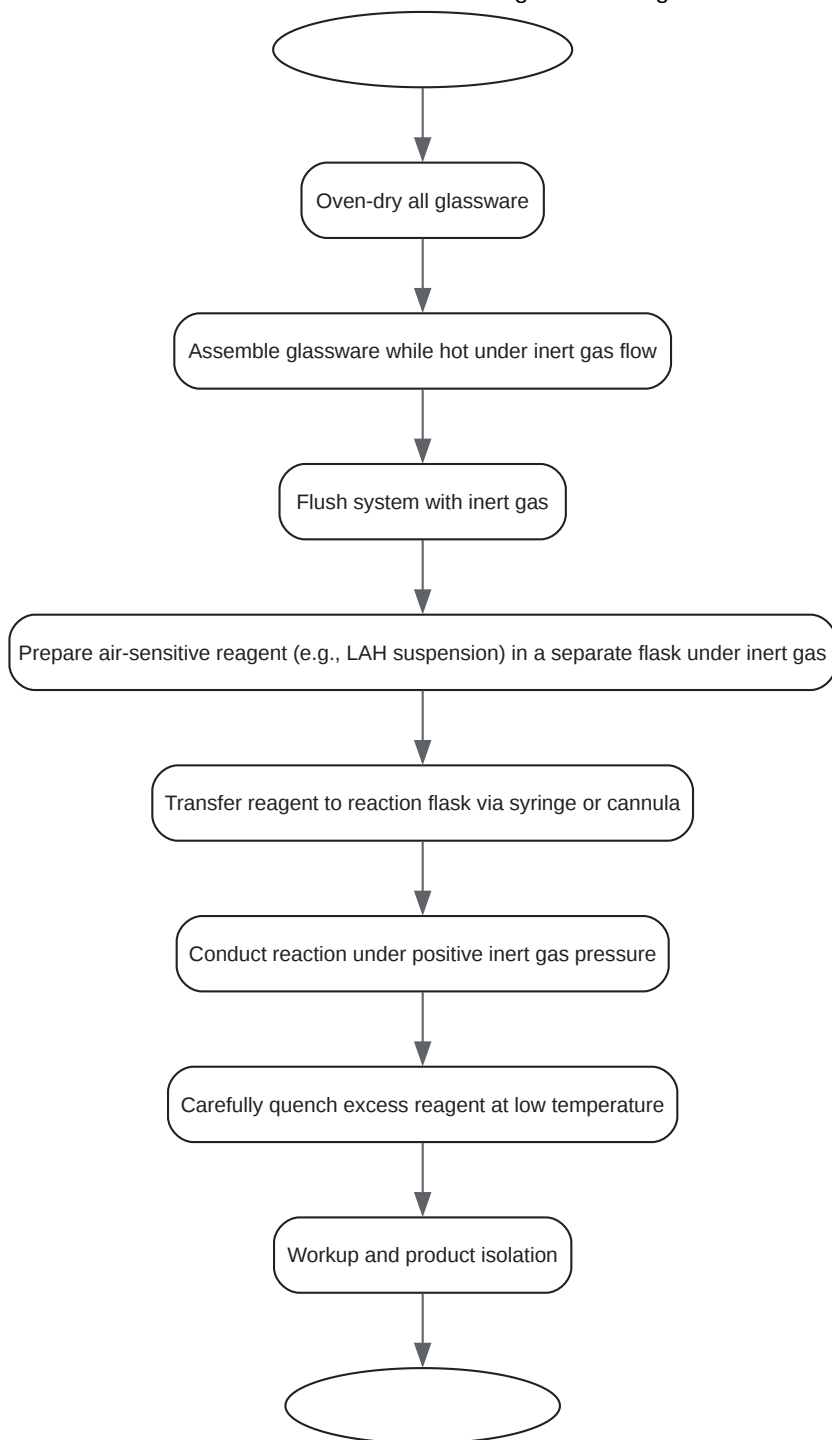 Oven-dry all glassware
Assemble glassware while hot under inert gas flow
Flush system with inert gas
Prepare air-sensitive reagent (e.g., LAH suspension) in a separate flask under inert gas
Transfer reagent to reaction flask via syringe or cannula
Conduct reaction under positive inert gas pressure
Carefully quench excess reagent at low temperature
Workup and product isolation